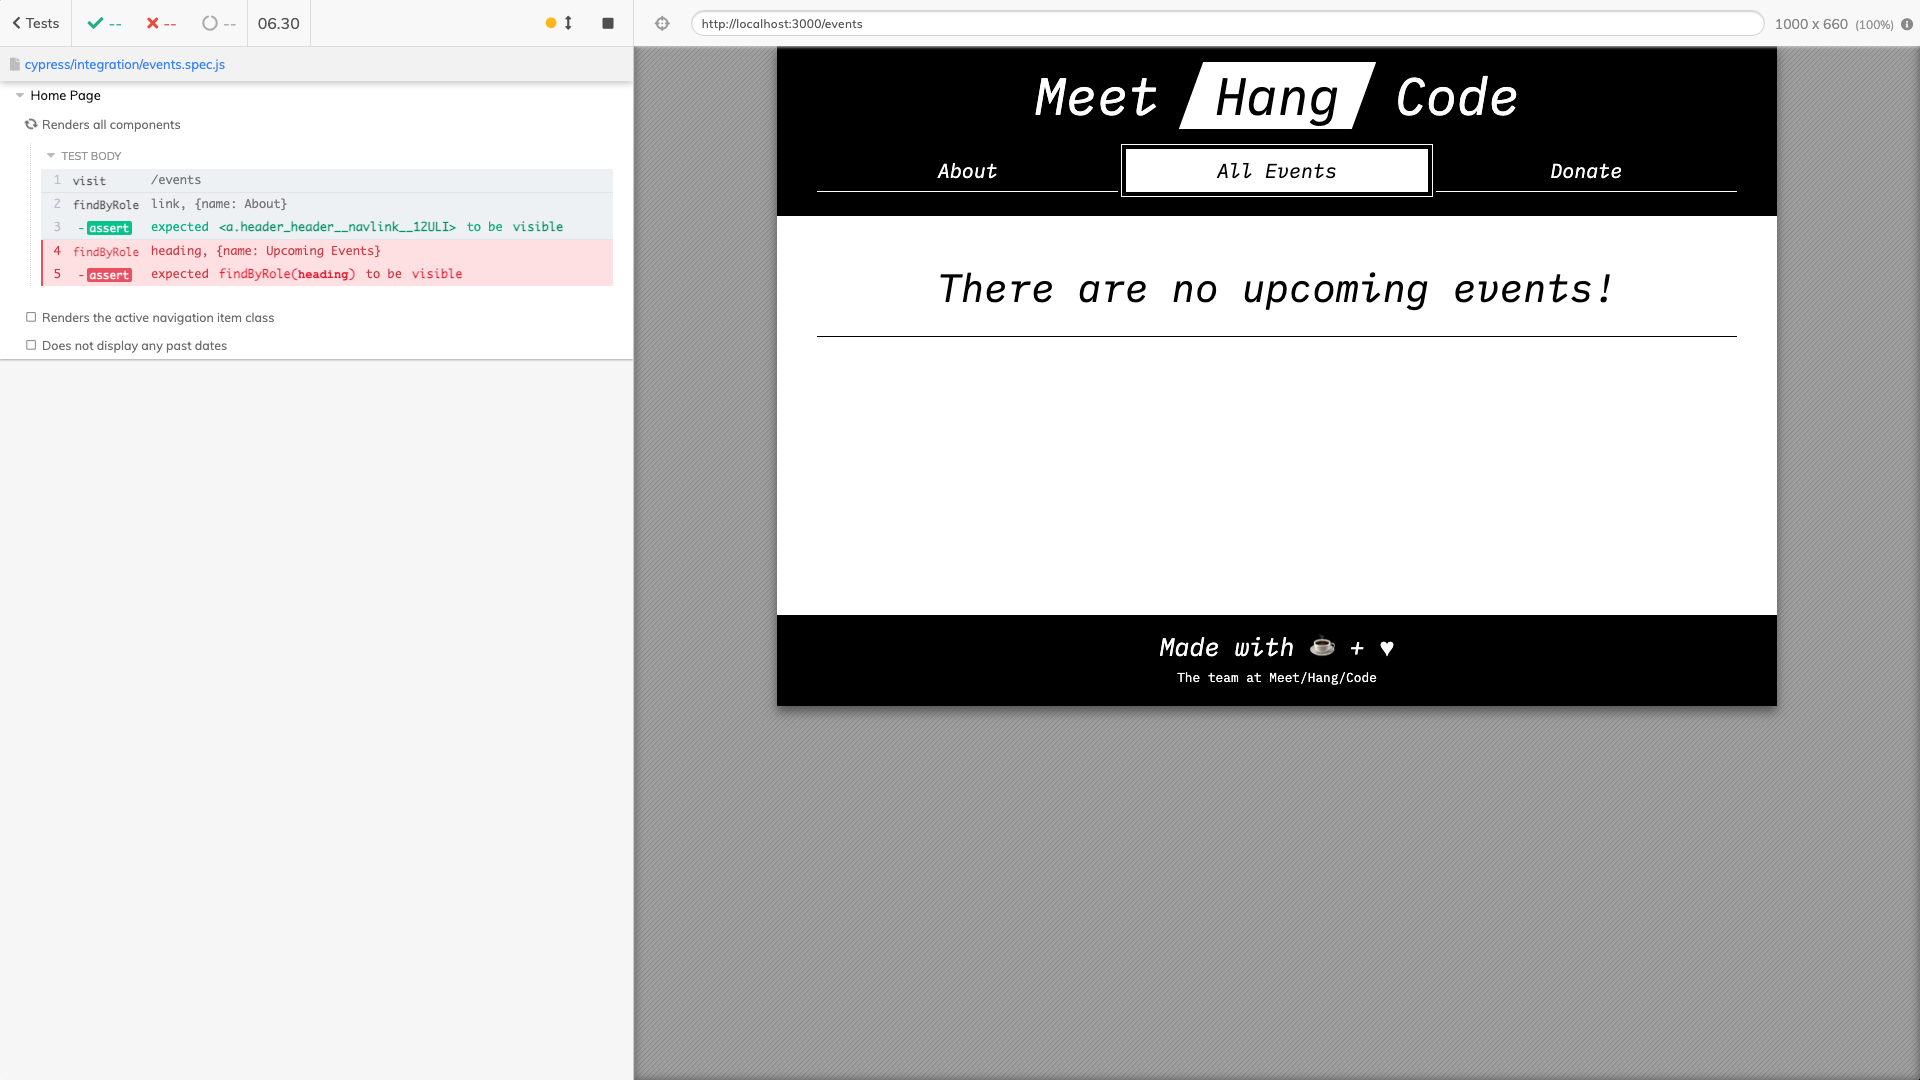 Tests
--
--
--
06.30
http://localhost:3000/events
1000 x 660 (100%)
cypress/integration/events.spec.js
Home Page
Renders all components
TEST BODY
1 visit /events
2 findByRole link, {name: About}
3 -assert expected <a.header_header__navlink__12ULI> to be visible
4 findByRole heading, {name: Upcoming Events}
5 -assert expected findByRole(heading) to be visible
Renders the active navigation item class
Does not display any past dates
Meet Hang Code
About All Events Donate
There are no upcoming events!
Made with ☕ + ♥
The team at Meet/Hang/Code